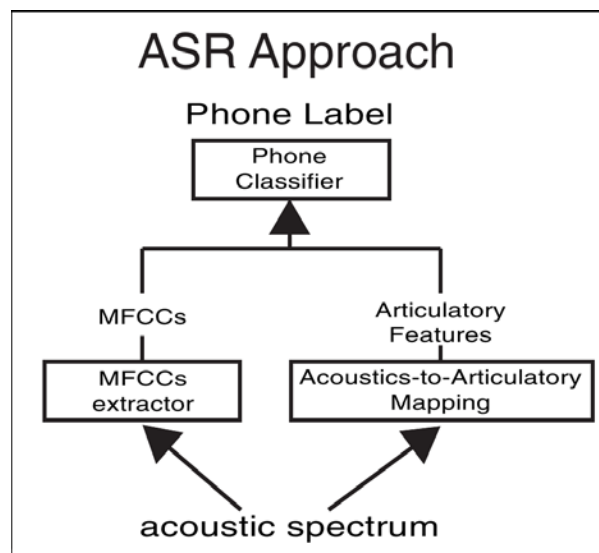 ASR Approach
Phone Label
Phone
Classifier
MFCCs
Articulatory
Features
MFCCs
extractor
Acoustics-to-Articulatory
Mapping
acoustic spectrum